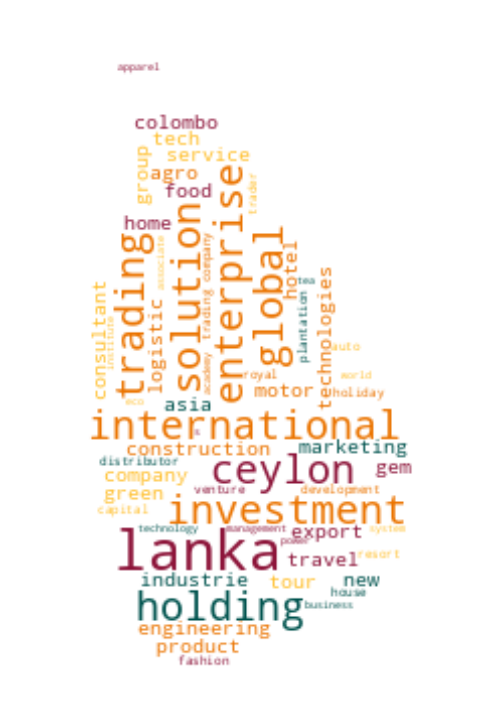 apparel
colombo
tech
service
group
agro
food
trader
home
trading
solution
enterprise
global
associate
trading company
hotel
tea
consultant
institute
logistic
academy
plantation
technologies
auto
royal
world
motor
holiday
eco
asia
international
s
construction
marketing
distributor
ceylon
gem
company
green
venture
development
capital
investment
technology
management
export
system
lanka
power
travel
resort
industrie
tour
new
house
holding
business
engineering
product
fashion